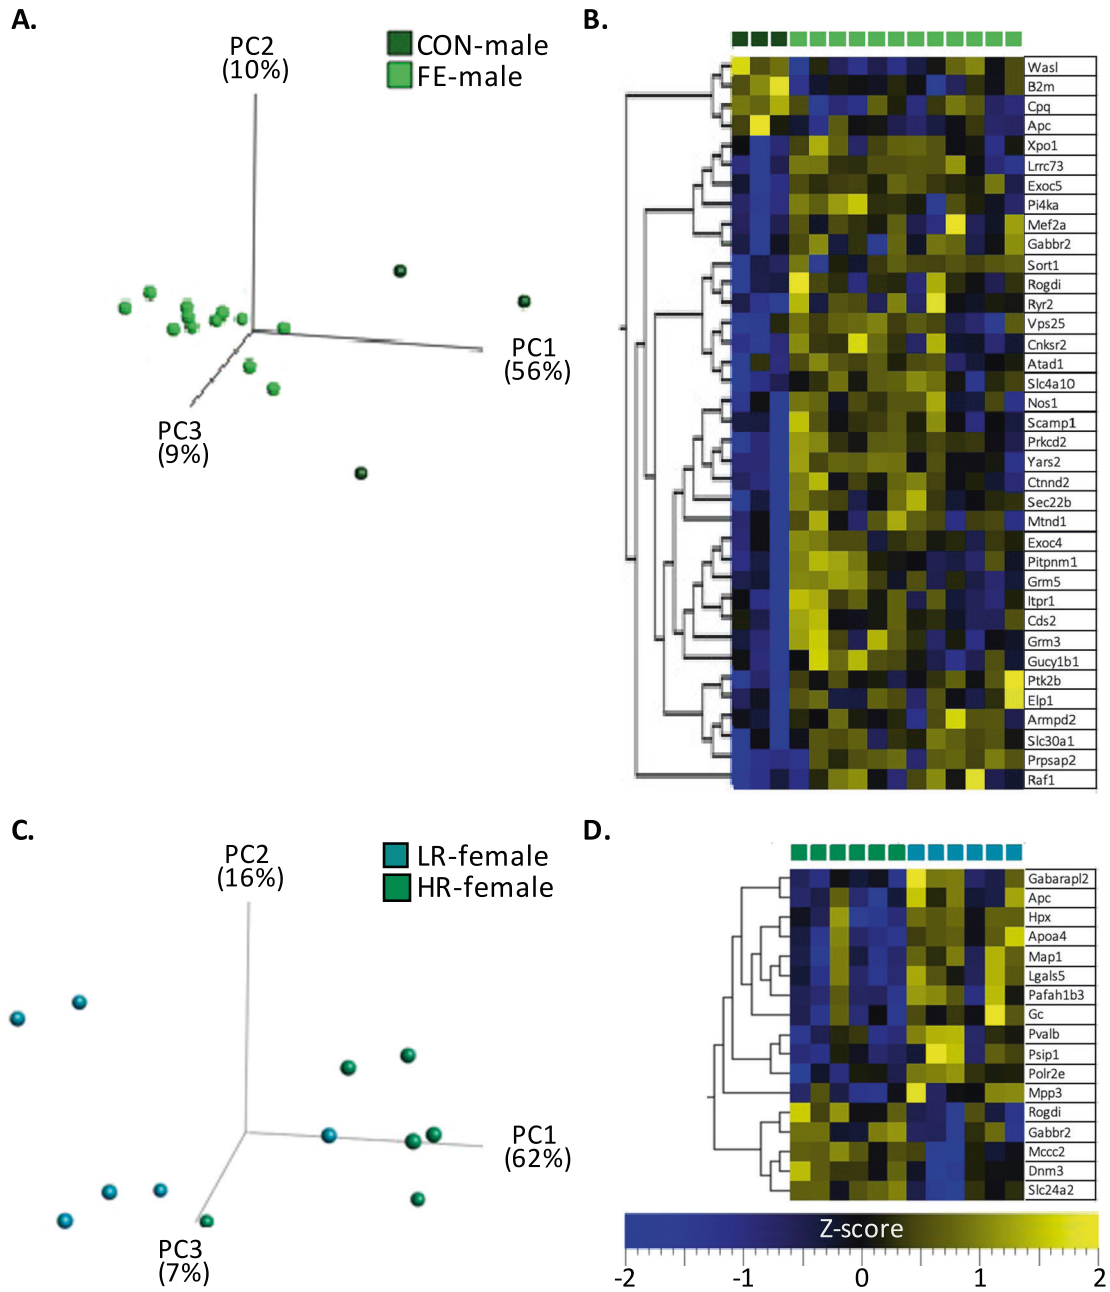 A.
PC2
(10%)
CON-male
FE-male
PC1
(56%)
PC3
(9%)
B.
Wasl
B2m
Cpq
Apc
Xpo1
Lrrc73
Exoc5
Pi4ka
Mef2a
Gabbr2
Sort1
Rogdi
Ryr2
Vps25
Cnksr2
Atad1
Slc4a10
Nos1
Scamp1
Prkcd2
Yars2
Ctnnd2
Sec22b
Mtnd1
Exoc4
Pitpnm1
Grm5
Itpr1
Cds2
Grm3
Gucy1b1
Ptk2b
Elp1
Armpd2
Slc30a1
Prpsap2
Raf1
C.
PC2
(16%)
LR-female
HR-female
PC1
(62%)
PC3
(7%)
D.
Gabarapl2
Apc
Hpx
Apoa4
Map1
Lgals5
Pafah1b3
Gc
Pvalb
Psip1
Polr2e
Mpp3
Rogdi
Gabbr2
Mccc2
Dnm3
Slc24a2
Z-score
-2 -1 0 1 2